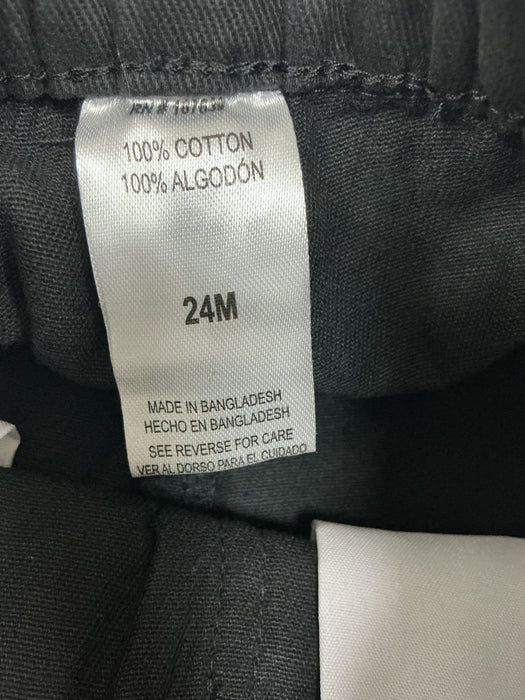 RN #
100% COTTON
100% ALGODÓN
24M
MADE IN BANGLADESH
HECHO EN BANGLADESH
SEE REVERSE FOR CARE
VER AL DORSO PARA EL CUIDADO